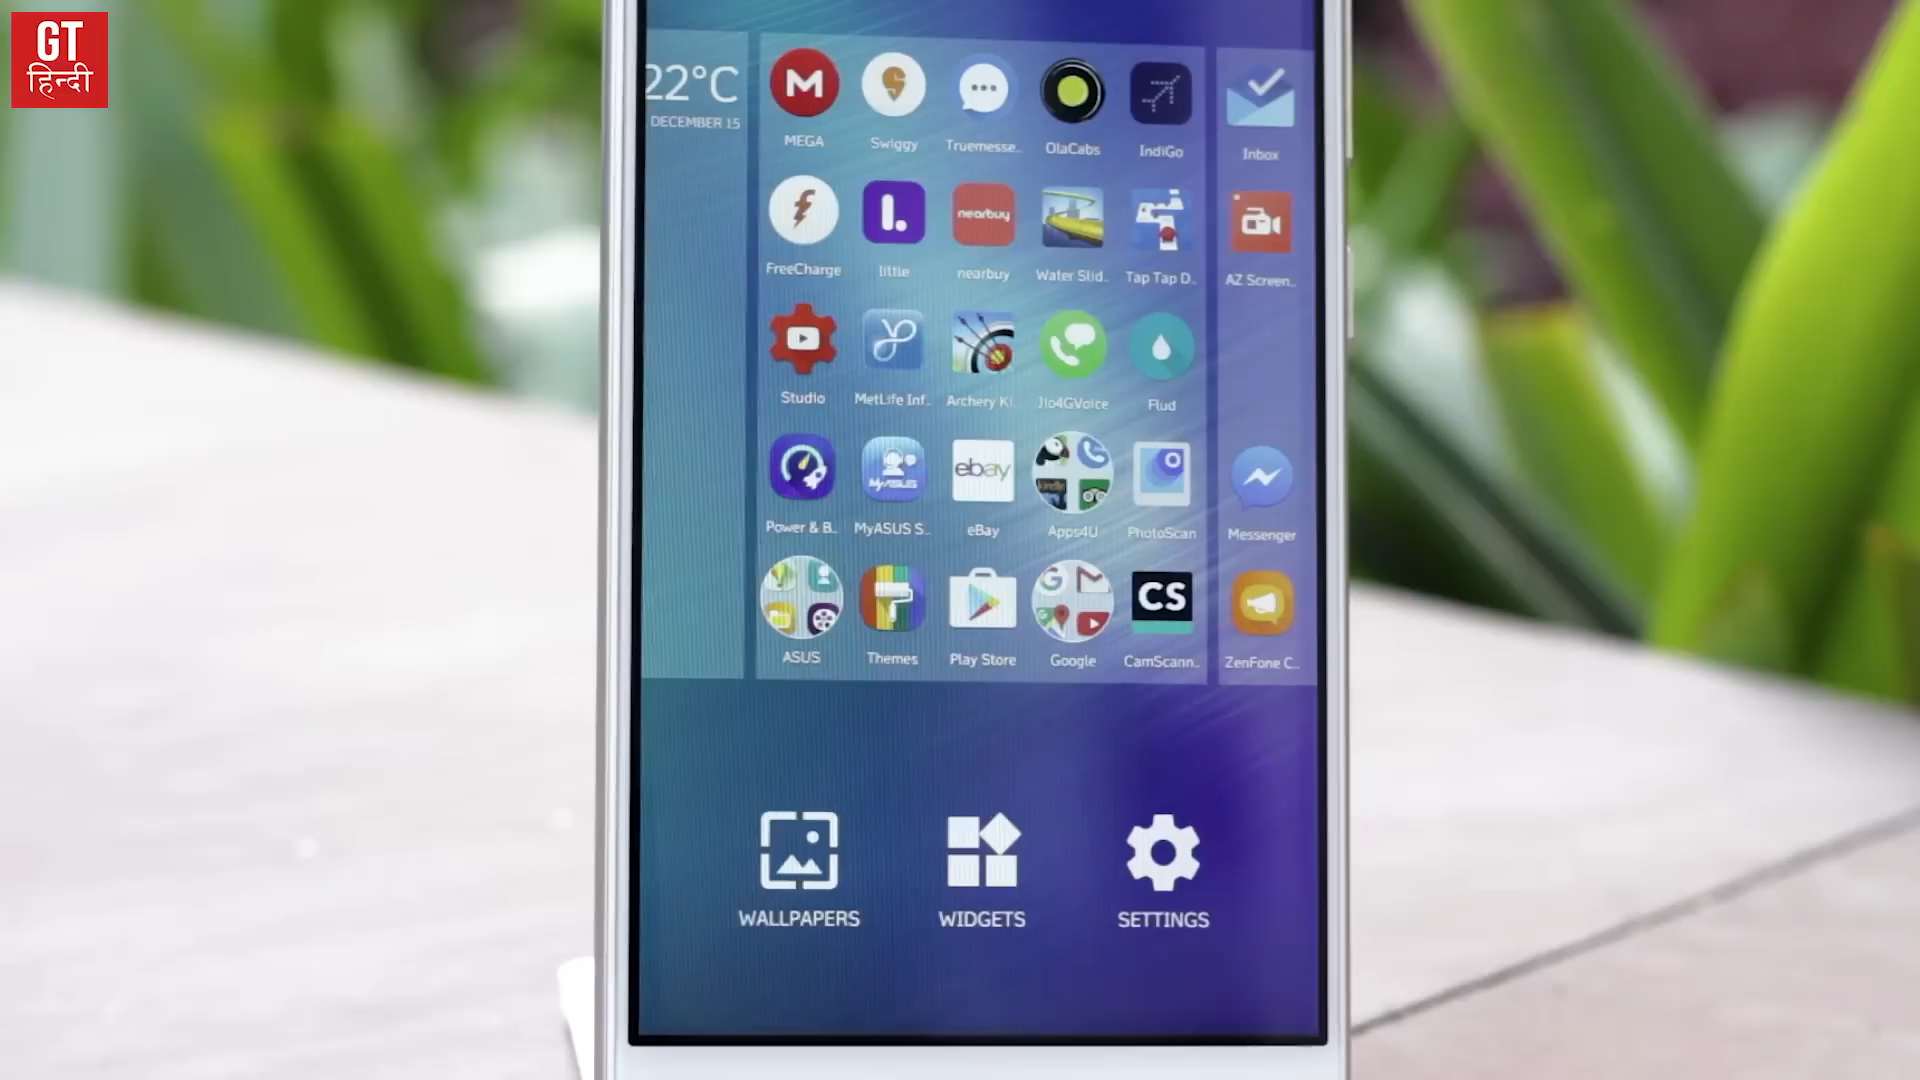 GT
हिन्दी
22°C
DECEMBER 15
MEGA
Swiggy
Truemesse..
OlaCabs
IndiGo
Inbox
nearbuy
FreeCharge
little
nearbuy
Water Slid..
Tap Tap D..
AZ Screen..
Studio
MetLife Inf..
Archery Ki..
Jio4GVoice
Flud
MyASUS
ebay
kindle
Power & B..
MyASUS S..
eBay
Apps4U
PhotoScan
Messenger
CS
ASUS
Themes
Play Store
Google
CamScann..
ZenFone C..
WALLPAPERS
WIDGETS
SETTINGS